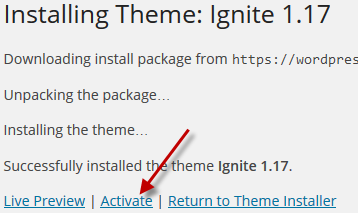 Installing Theme: Ignite 1.17
Downloading install package from https://wordpres
Unpacking the package…
Installing the theme…
Successfully installed the theme Ignite 1.17.
Live Preview | Activate | Return to Theme Installer